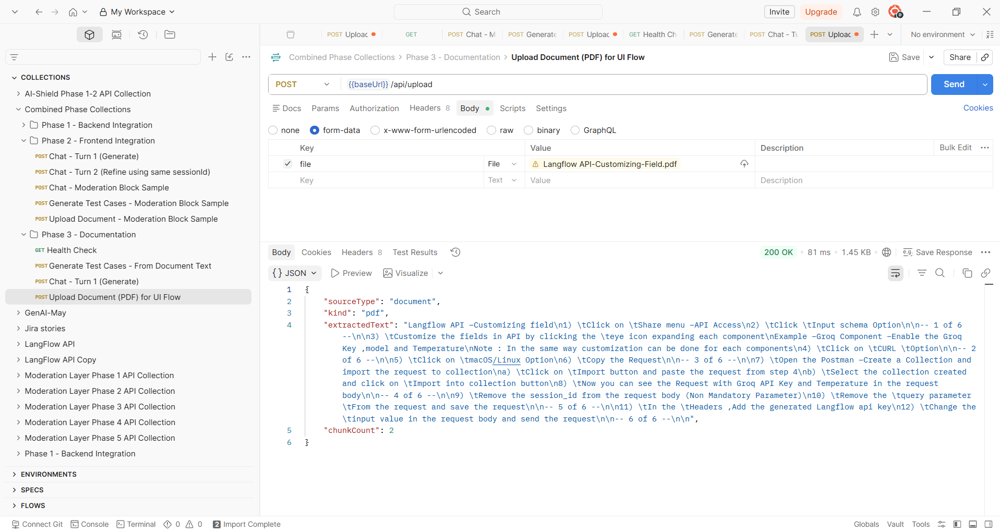 My Workspace
Search
Invite
Upgrade
POST Upload
GET
POST Chat - M
POST Generate
POST Upload
GET Health Ch
POST Generate
POST Chat - Tu
POST Upload
No environment
HTTP
Combined Phase Collections > Phase 3 - Documentation > Upload Document (PDF) for UI Flow
Save
Share
COLLECTIONS
AI-Shield Phase 1-2 API Collection
Combined Phase Collections
Phase 1 - Backend Integration
Phase 2 - Frontend Integration
POST Chat - Turn 1 (Generate)
POST Chat - Turn 2 (Refine using same sessionId)
POST Chat - Moderation Block Sample
POST Generate Test Cases - Moderation Block Sample
POST Upload Document - Moderation Block Sample
Phase 3 - Documentation
GET Health Check
POST Generate Test Cases - From Document Text
POST Chat - Turn 1 (Generate)
POST Upload Document (PDF) for UI Flow
GenAI-May
Jira stories
LangFlow API
LangFlow API Copy
Moderation Layer Phase 1 API Collection
Moderation Layer Phase 2 API Collection
Moderation Layer Phase 3 API Collection
Moderation Layer Phase 4 API Collection
Moderation Layer Phase 5 API Collection
Phase 1 - Backend Integration
ENVIRONMENTS
SPECS
FLOWS
POST
{{baseUrl}} /api/upload
Send
Docs
Params
Authorization
Headers 8
Body
Scripts
Settings
Cookies
none
form-data
x-www-form-urlencoded
raw
binary
GraphQL
Key
Value
Description
Bulk Edit
file
File
Langflow API-Customizing-Field.pdf
Key
Text
Value
Description
Body
Cookies
Headers 8
Test Results
200 OK • 81 ms • 1.45 KB
e.g. Save Response
{} JSON
Preview
Visualize
1 {
2 "sourceType": "document",
3 "kind": "pdf",
4 "extractedText": "Langflow API –Customizing field\n1) \tClick on \tShare menu –API Access\n2) \tClick \tInput schema Option\n\n-- 1 of 6
--\n\n3) \tCustomize the fields in API by clicking the \teye icon expanding each component\nExample –Groq Component –Enable the Groq
Key ,model and Temperature\nNote : In the same way customization can be done for each components\n4) \tClick on \tCURL \tOption\n\n-- 2
of 6 --\n\n5) \tClick on \tmacOS/Linux Option\n6) \tCopy the Request\n\n-- 3 of 6 --\n\n7) \tOpen the Postman –Create a Collection and
import the request to collection\na) \tClick on \tImport button and paste the request from step 4\nb) \tSelect the collection created
and click on \tImport into collection button\n8) \tNow you can see the Request with Groq API Key and Temperature in the request
body\n\n-- 4 of 6 --\n\n9) \tRemove the session_id from the request body (Non Mandatory Parameter)\n10) \tRemove the \tquery parameter
\tFrom the request and save the request\n\n-- 5 of 6 --\n\n11) \tIn the \tHeaders ,Add the generated Langflow api key\n12) \tChange the
\tinput value in the request body and send the request\n\n-- 6 of 6 --\n\n",
5 "chunkCount": 2
6 }
Connect Git
Console
Terminal
0
0
2 Import Complete
Globals
Vault
Tools